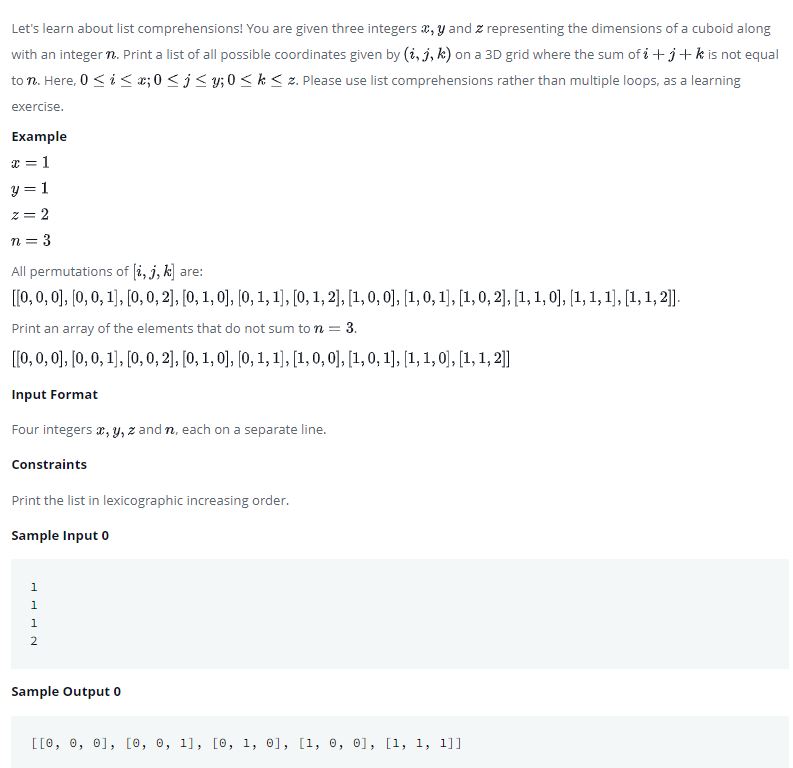 Let's learn about list comprehensions! You are given three integers x, y and z representing the dimensions of a cuboid along
with an integer n. Print a list of all possible coordinates given by (i, j, k) on a 3D grid where the sum of i + j + k is not equal
to n. Here, 0 ≤ i ≤ x; 0 ≤ j ≤ y; 0 ≤ k ≤ z. Please use list comprehensions rather than multiple loops, as a learning
exercise.
Example
x = 1
y = 1
z = 2
n = 3
All permutations of [i, j, k] are:
[[0, 0, 0], [0, 0, 1], [0, 0, 2], [0, 1, 0], [0, 1, 1], [0, 1, 2], [1, 0, 0], [1, 0, 1], [1, 0, 2], [1, 1, 0], [1, 1, 1], [1, 1, 2]].
Print an array of the elements that do not sum to n = 3.
[[0, 0, 0], [0, 0, 1], [0, 0, 2], [0, 1, 0], [0, 1, 1], [1, 0, 0], [1, 0, 1], [1, 1, 0], [1, 1, 2]]
Input Format
Four integers x, y, z and n, each on a separate line.
Constraints
Print the list in lexicographic increasing order.
Sample Input 0
1
1
1
2
Sample Output 0
[[0, 0, 0], [0, 0, 1], [0, 1, 0], [1, 0, 0], [1, 1, 1]]